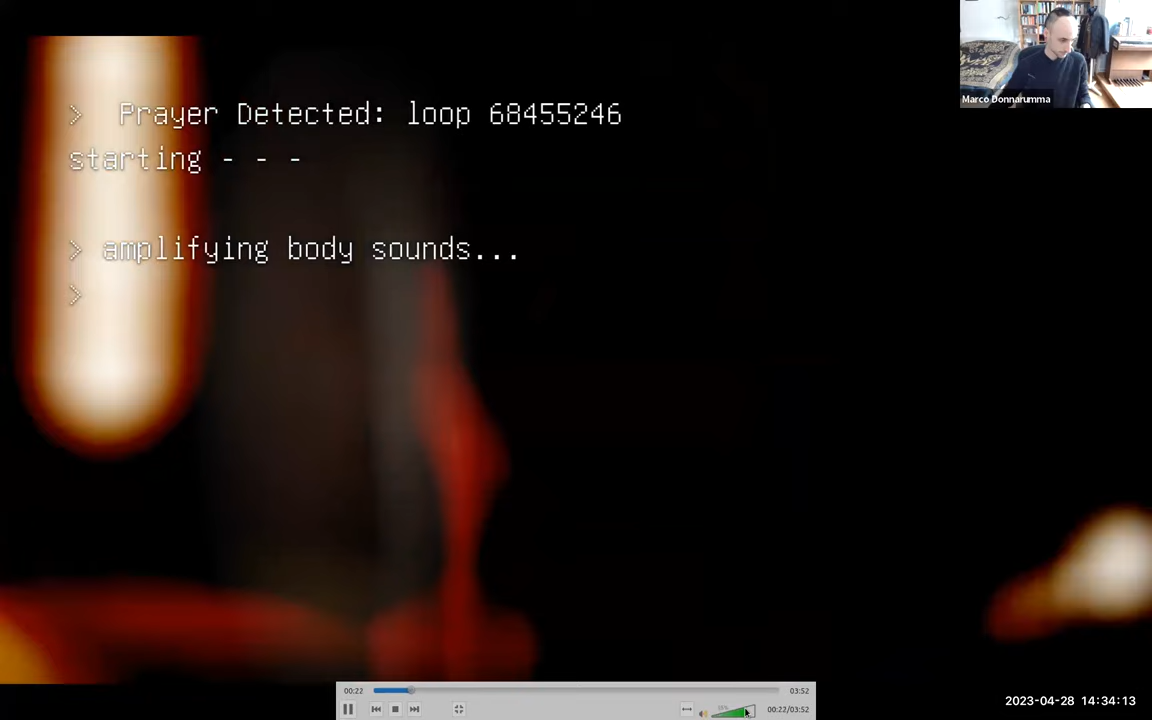 Marco Donnarumma
> Prayer Detected: loop 68455246
starting - - -
> amplifying body sounds...
>
00:22
03:52
00:22/03:52
2023-04-28 14:34:13